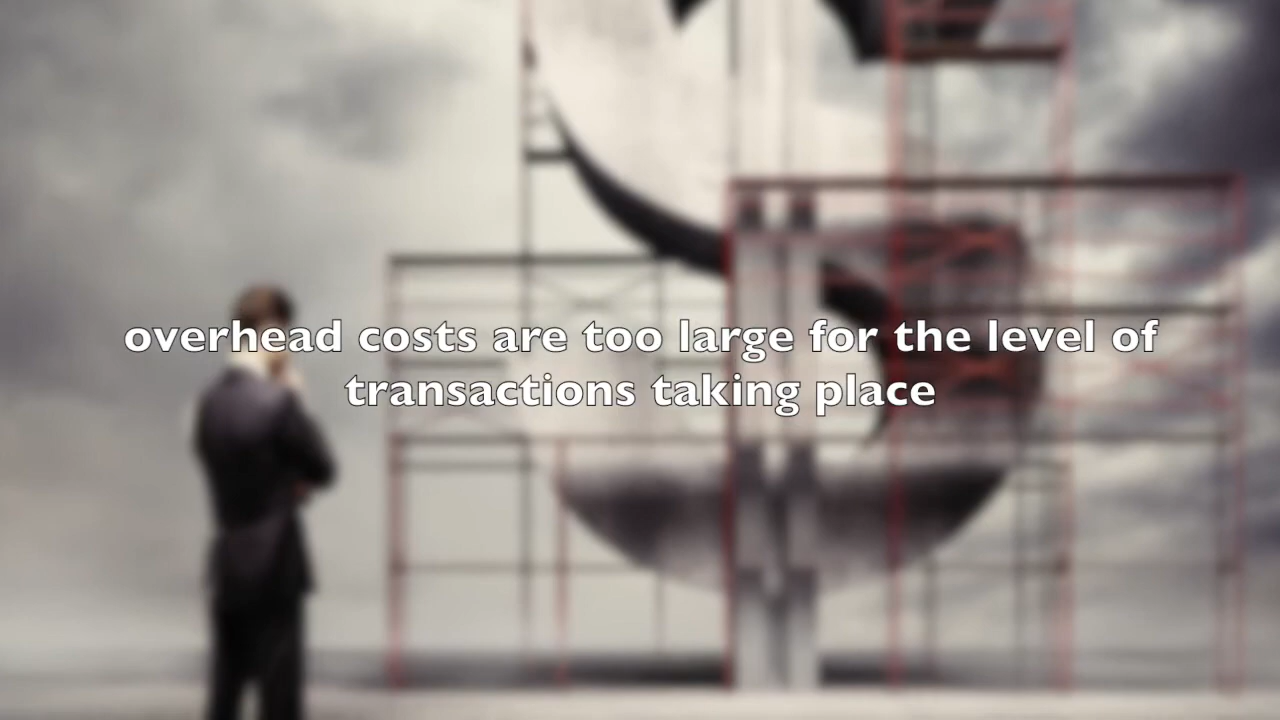 overhead costs are too large for the level of
transactions taking place